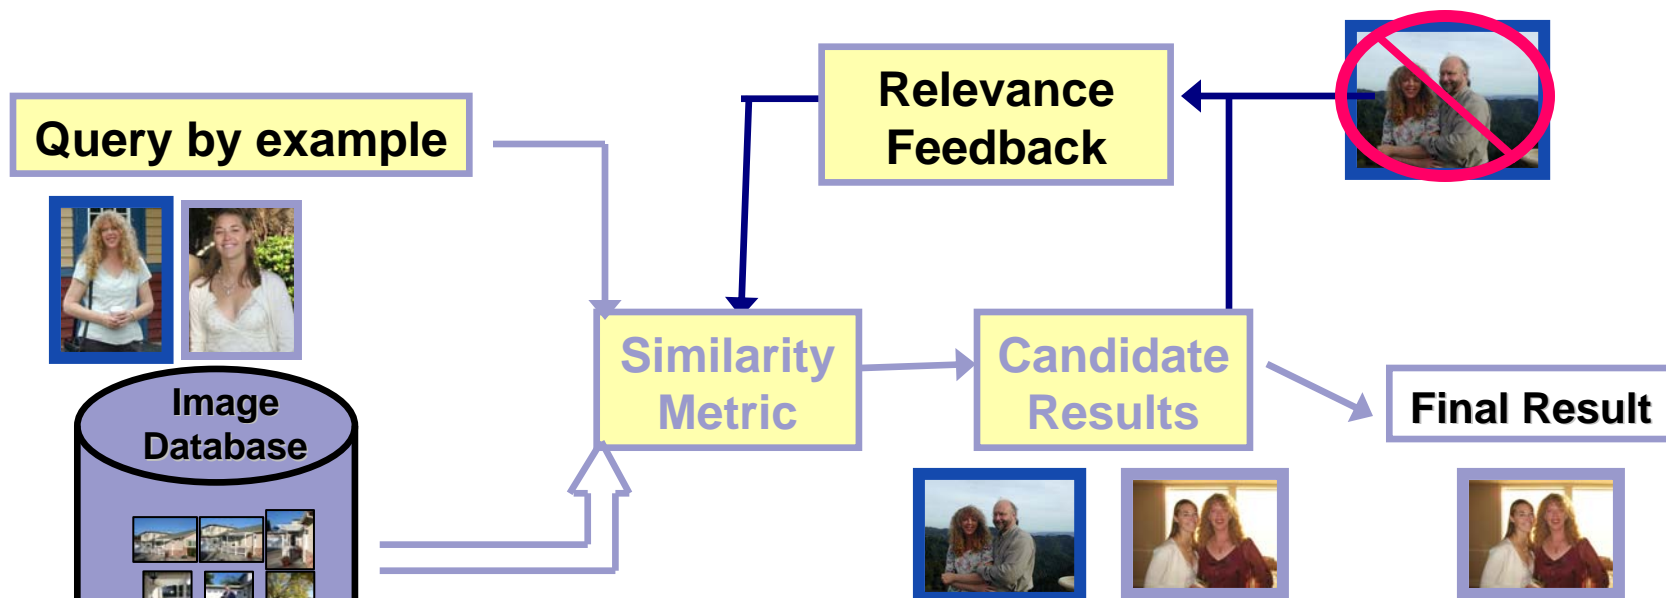 Relevance
Feedback
Query by example
Similarity
Metric
Candidate
Results
Final Result
Image
Database